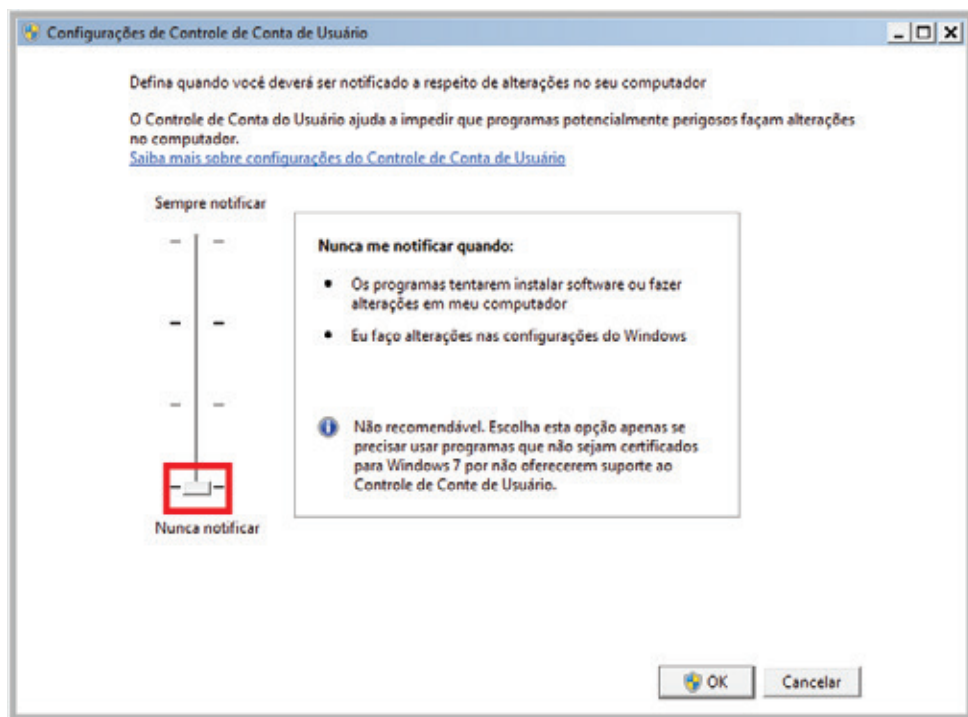 Configurações de Controle de Conta de Usuário
Defina quando você deverá ser notificado a respeito de alterações no seu computador
O Controle de Conta do Usuário ajuda a impedir que programas potencialmente perigosos façam alterações
no computador.
Saiba mais sobre configurações do Controle de Conta de Usuário
Sempre notificar
Nunca me notificar quando:
Os programas tentarem instalar software ou fazer
alterações em meu computador
Eu faço alterações nas configurações do Windows
Não recomendável. Escolha esta opção apenas se
precisar usar programas que não sejam certificados
para Windows 7 por não oferecerem suporte ao
Controle de Conte de Usuário.
Nunca notificar
OK
Cancelar